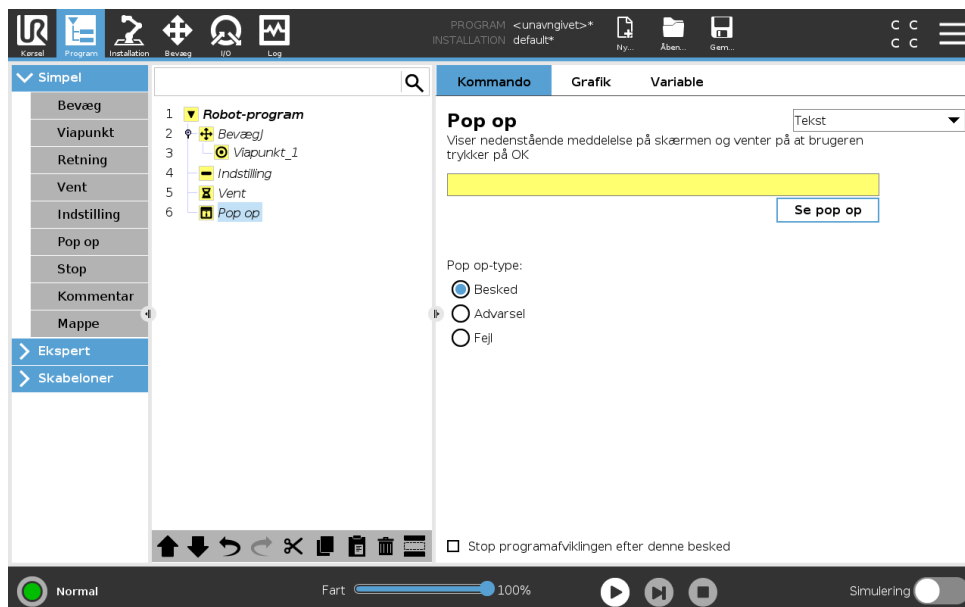 UR
Kørsel
Program
Installation
Bevæg
I/O
Log
PROGRAM <unavngivet>*
INSTALLATION default*
Ny...
Åben...
Gem...
C C
C C
Simpel
Bevæg
Viapunkt
Retning
Vent
Indstilling
Pop op
Stop
Kommentar
Mappe
Ekspert
Skabeloner
1 Robot-program
2 BevægJ
3 Viapunkt_1
4 Indstilling
5 Vent
6 Pop op
Kommando Grafik Variable
Pop op
Tekst
Viser nedenstående meddelelse på skærmen og venter på at brugeren
trykker på OK
Se pop op
Pop op-type:
Besked
Advarsel
Fejl
Stop programafviklingen efter denne besked
Normal
Fart 100%
Simulering